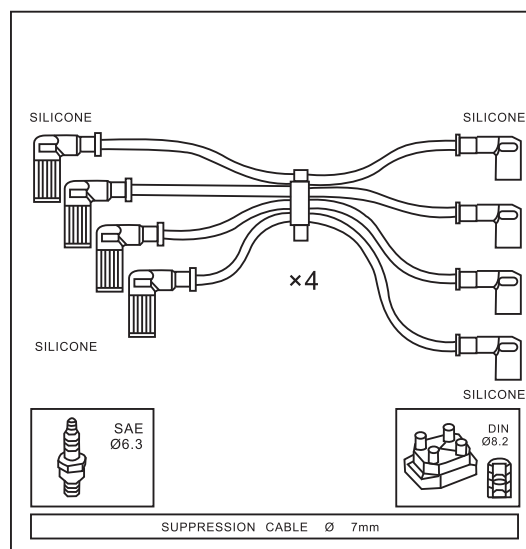 SILICONE
SILICONE
×4
SILICONE
SILICONE
SAE
Ø6.3
DIN
Ø8.2
SUPPRESSION CABLE Ø 7mm